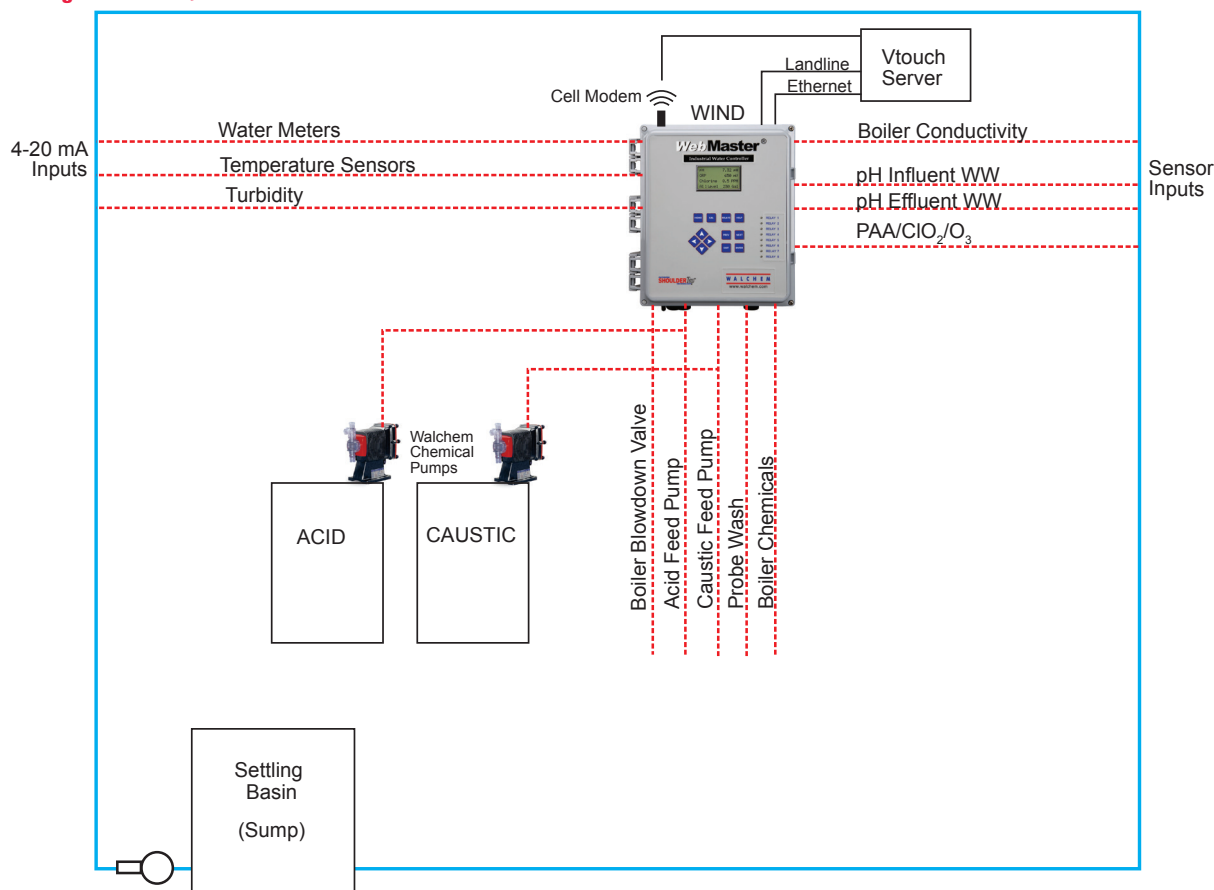 Vtouch
Server
Landline
Ethernet
Cell Modem
WIND
4-20 mA
Inputs
Water Meters
Temperature Sensors
Turbidity
WebMaster®
Industrial Water Controller
Boiler Conductivity
pH Influent WW
pH Effluent WW
PAA/ClO₂/O₃
Sensor
Inputs
WALCHEM
www.walchem.com
Walchem
Chemical
Pumps
ACID
CAUSTIC
Boiler Blowdown Valve
Acid Feed Pump
Caustic Feed Pump
Probe Wash
Boiler Chemicals
Settling
Basin
(Sump)